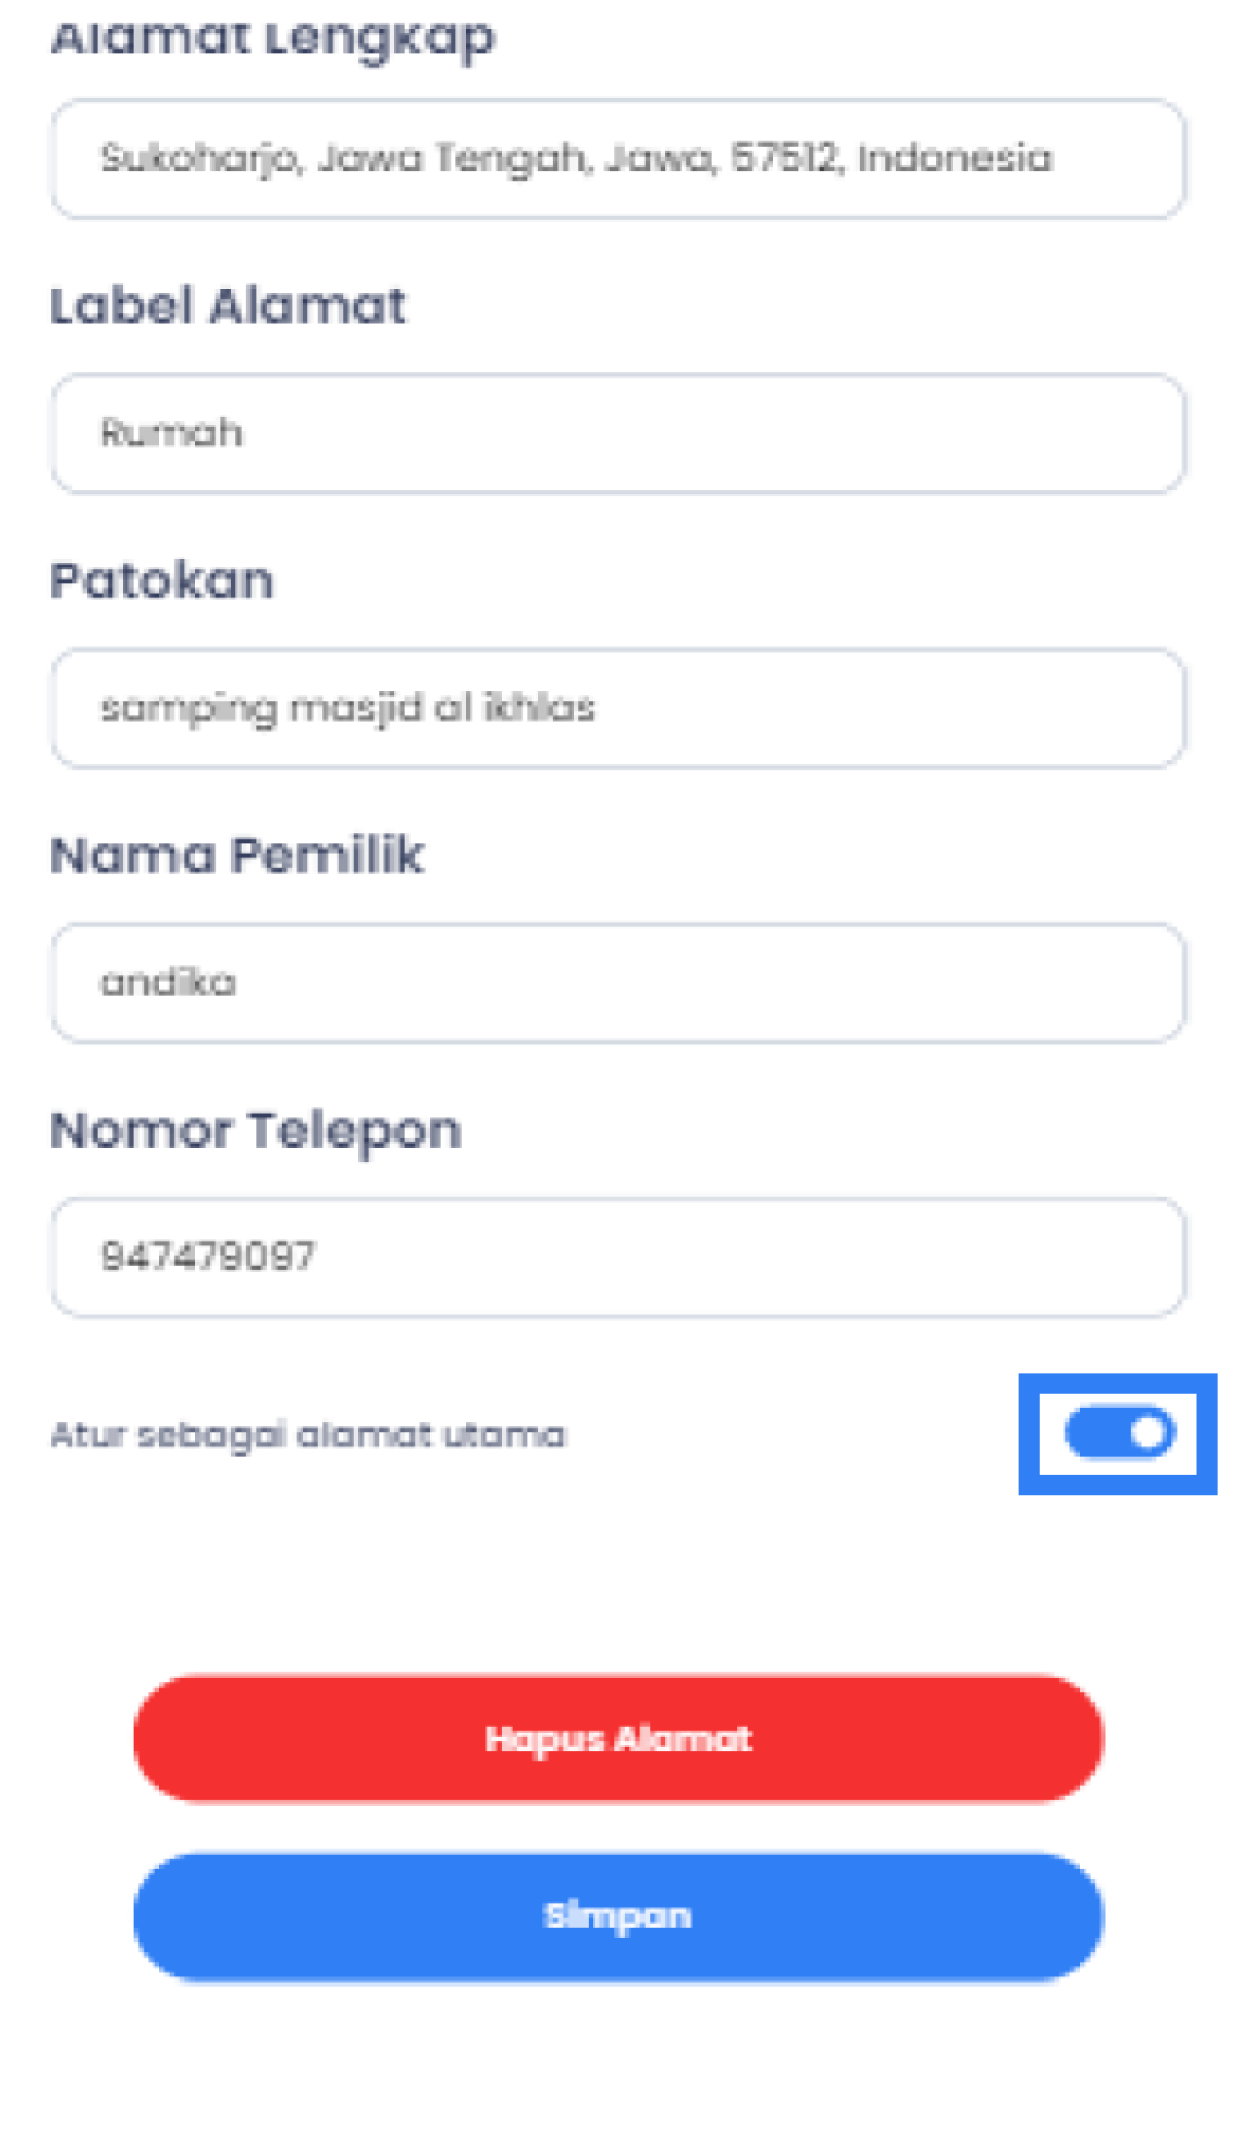 Alamat Lengkap
Sukoharjo, Jawa Tengah, Jawa, 57512, Indonesia
Label Alamat
Rumah
Patokan
samping masjid al ikhlas
Nama Pemilik
andika
Nomor Telepon
947479097
Atur sebagai alamat utama
Hapus Alamat
Simpan